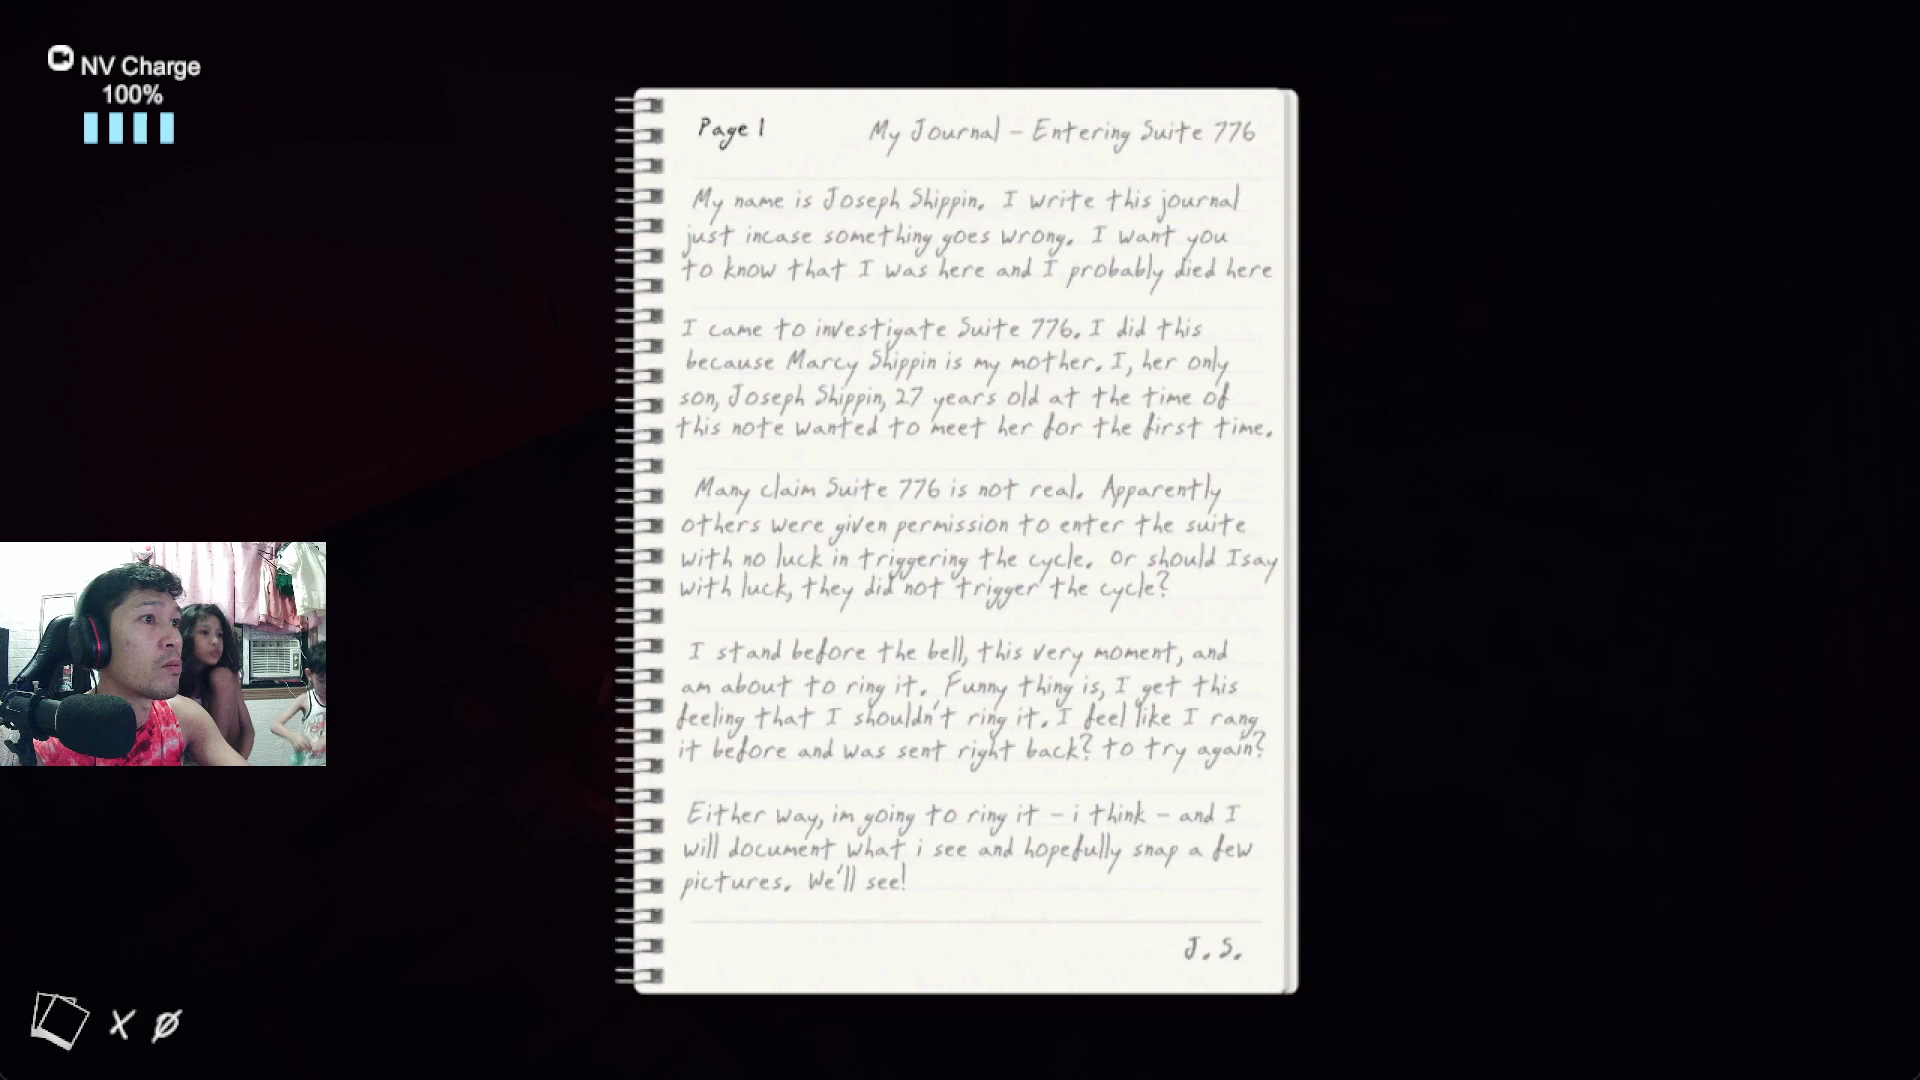 NV Charge
100%
Page 1
My Journal - Entering Suite 776
My name is Joseph Shippin. I write this journal
just incase something goes wrong. I want you
to know that I was here and I probably died here
I came to investigate Suite 776. I did this
because Marcy Shippin is my mother. I, her only
son, Joseph Shippin, 27 years old at the time of
this note wanted to meet her for the first time.
Many claim Suite 776 is not real. Apparently
others were given permission to enter the suite
with no luck in triggering the cycle. Or should I say
with luck, they did not trigger the cycle?
I stand before the bell, this very moment, and
am about to ring it. Funny thing is, I get this
feeling that I shouldn't ring it. I feel like I rang
it before and was sent right back? to try again?
Either way, im going to ring it - i think - and I
will document what i see and hopefully snap a few
pictures. We'll see!
J. S.
X Ø